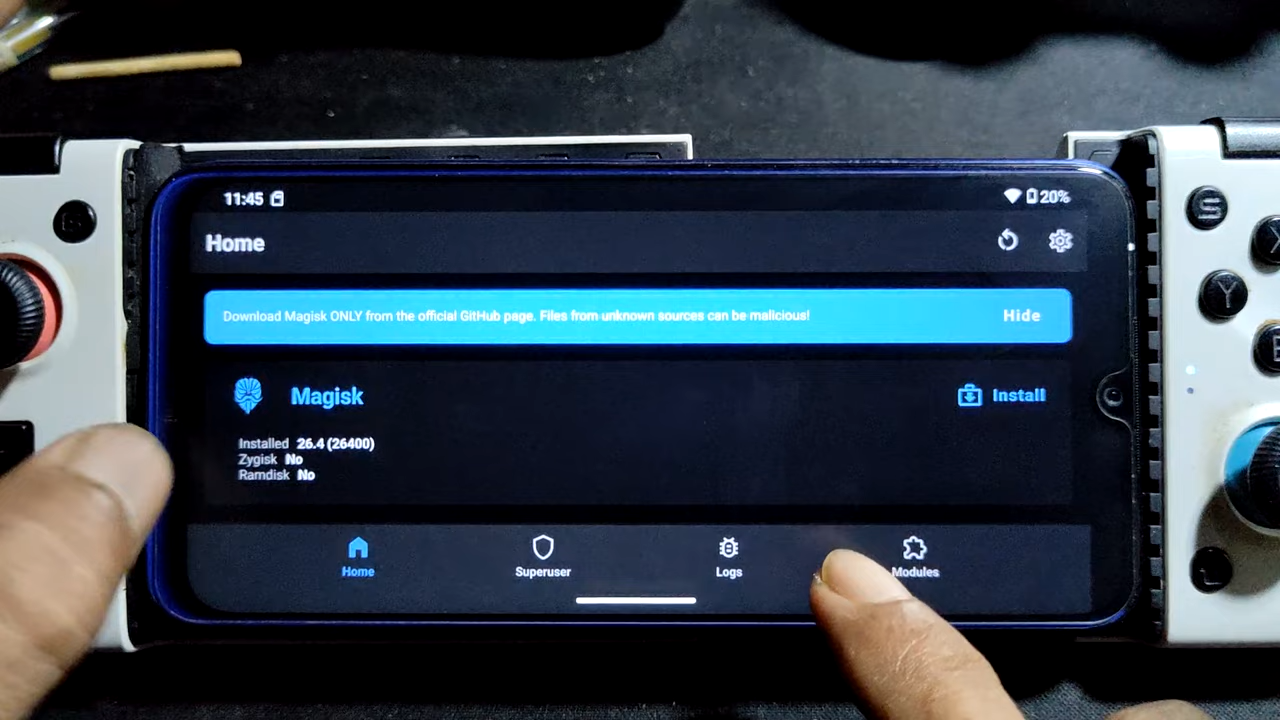 11:45
20%
Home
Download Magisk ONLY from the official GitHub page. Files from unknown sources can be malicious!
Hide
Magisk
Install
Installed 26.4 (26400)
Zygisk No
Ramdisk No
Home
Superuser
Logs
Modules
S
Y